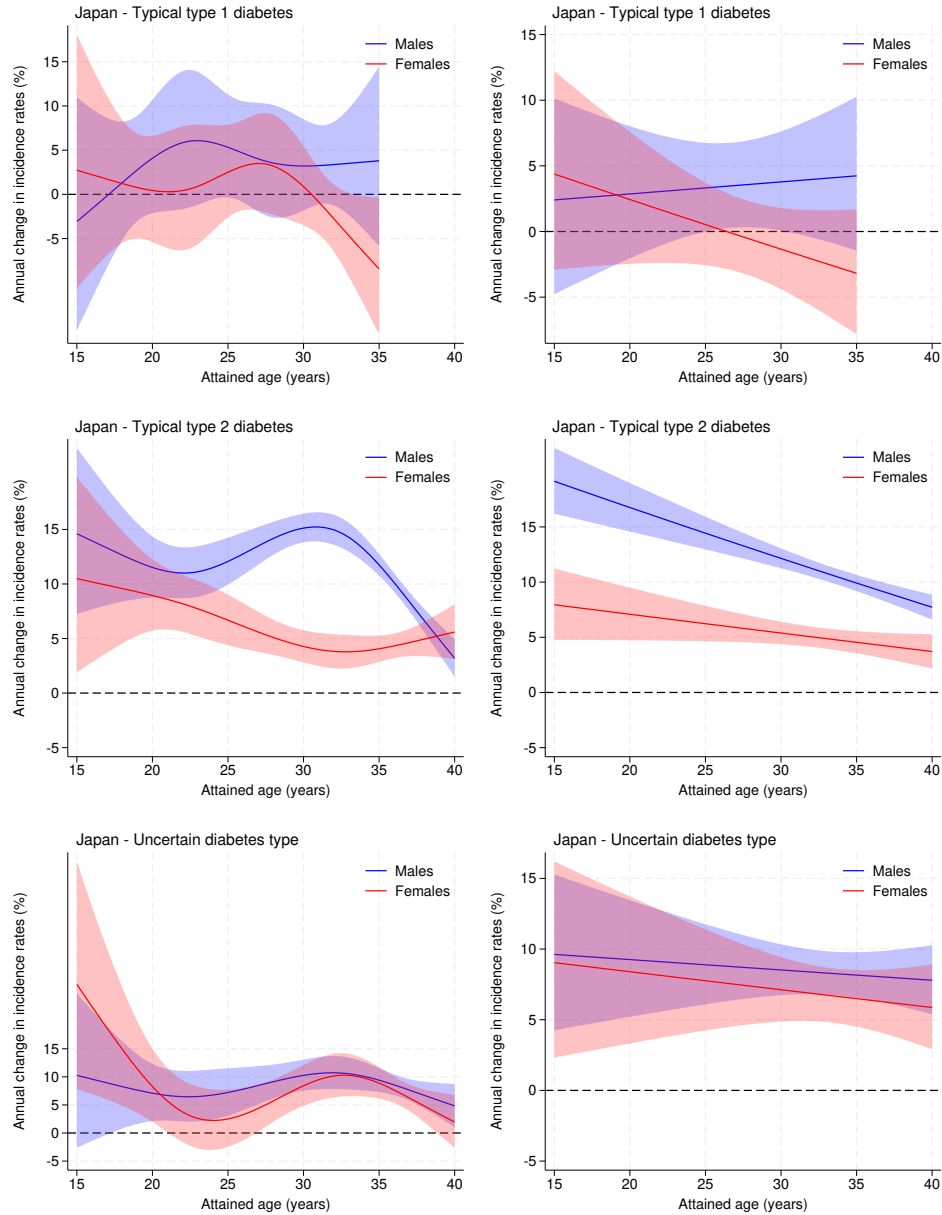 Japan - Typical type 1 diabetes
Annual change in incidence rates (%)
15
10
5
0
-5
Males
Females
15
20
25
30
35
40
Attained age (years)
Japan - Typical type 1 diabetes
Annual change in incidence rates (%)
15
10
5
0
-5
Males
Females
15
20
25
30
35
40
Attained age (years)
Japan - Typical type 2 diabetes
Annual change in incidence rates (%)
15
10
5
0
-5
Males
Females
15
20
25
30
35
40
Attained age (years)
Japan - Typical type 2 diabetes
Annual change in incidence rates (%)
15
10
5
0
-5
Males
Females
15
20
25
30
35
40
Attained age (years)
Japan - Uncertain diabetes type
Annual change in incidence rates (%)
15
10
5
0
-5
Males
Females
15
20
25
30
35
40
Attained age (years)
Japan - Uncertain diabetes type
Annual change in incidence rates (%)
15
10
5
0
-5
Males
Females
15
20
25
30
35
40
Attained age (years)